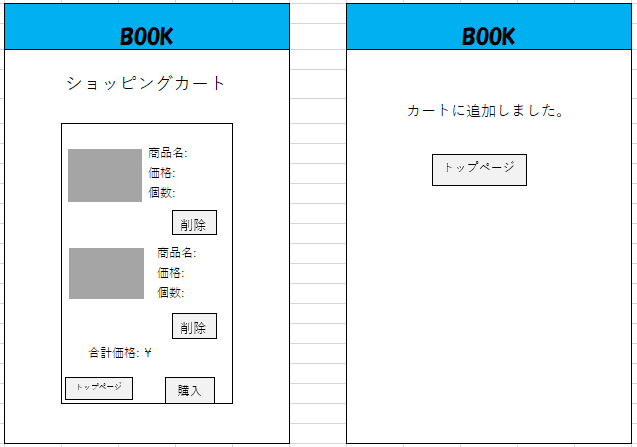 BOOK
ショッピングカート
商品名:
価格:
個数:
削除
商品名:
価格:
個数:
削除
合計価格: ¥
トップページ
購入
BOOK
カートに追加しました。
トップページ